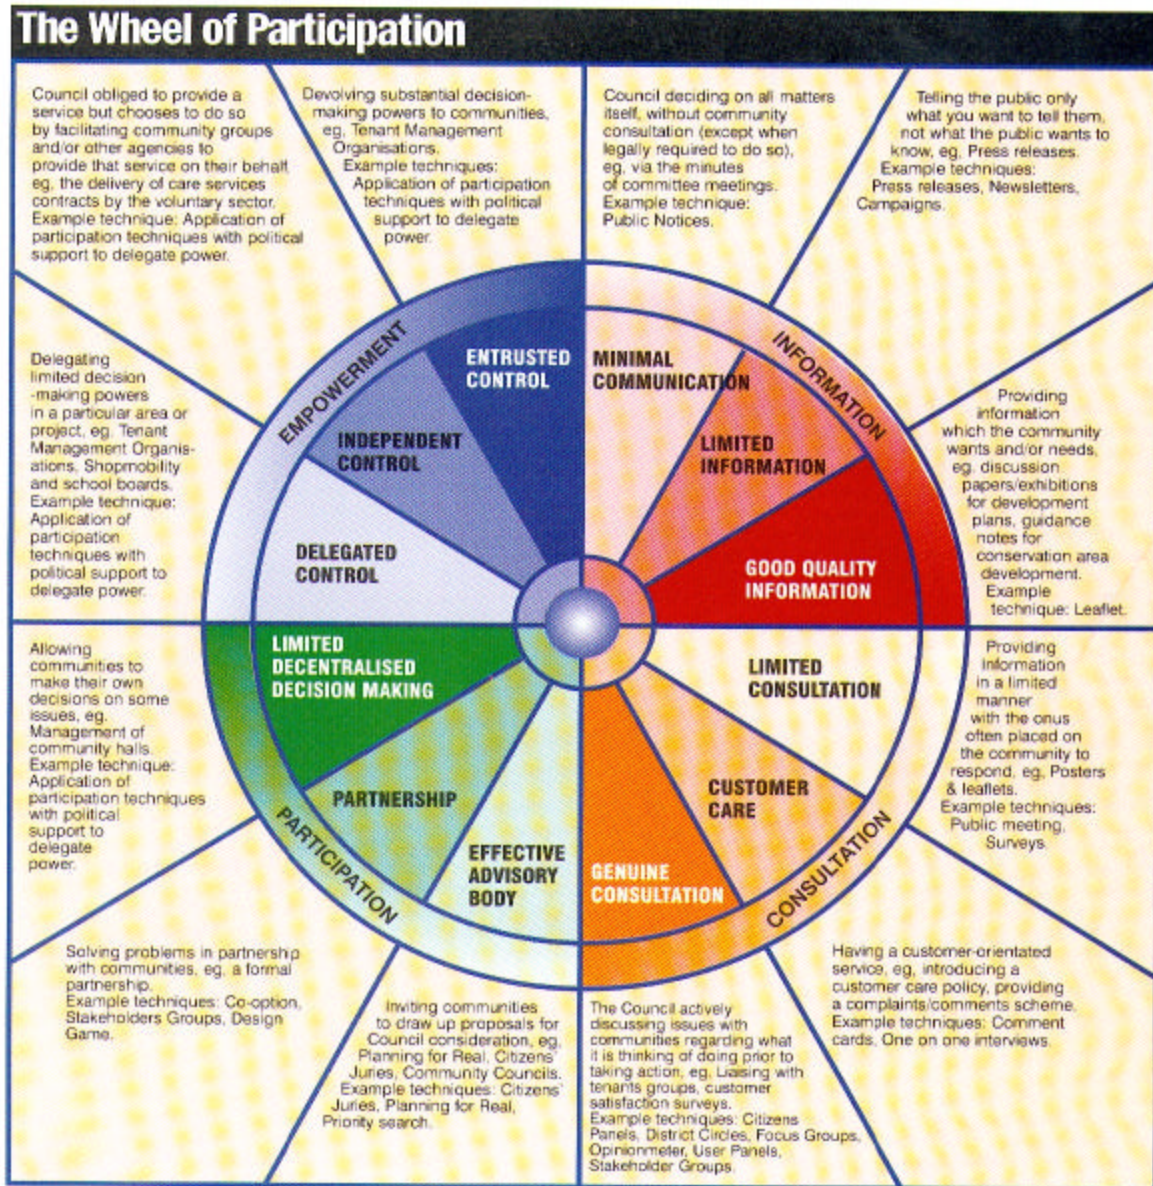 The Wheel of Participation
Council obliged to provide a
service but chooses to do so
by facilitating community groups
and/or other agencies to
provide that service on their behalf
eg, the delivery of care services
contracts by the voluntary sector.
Example technique: Application of
participation techniques with political
support to delegate power.
Devolving substantial decision-
making powers to communities,
eg, Tenant Management
Organisations.
Example techniques:
Application of participation
techniques with political
support to delegate
power.
Council deciding on all matters
itself, without community
consultation (except when
legally required to do so),
eg, via the minutes
of committee meetings.
Example technique:
Public Notices.
Telling the public only
what you want to tell them,
not what the public wants to
know, eg, Press releases.
Example techniques:
Press releases, Newsletters,
Campaigns.
Providing
information
which the community
wants and/or needs,
eg. discussion
papers/exhibitions
for development
plans, guidance
notes for
conservation area
development.
Example
technique: Leaflet.
Providing
information
in a limited
manner
with the onus
often placed on
the community to
respond, eg, Posters
& leaflets.
Example techniques:
Public meeting,
Surveys.
Having a customer-orientated
service, eg, introducing a
customer care policy, providing
a complaints/comments scheme.
Example techniques: Comment
cards, One on one interviews.
The Council actively
discussing issues with
communities regarding what
it is thinking of doing prior to
taking action, eg, Liaising with
tenants groups, customer
satisfaction surveys.
Example techniques: Citizens
Panels, District Circles, Focus Groups,
Opinionmeter, User Panels,
Stakeholder Groups.
Inviting communities
to draw up proposals for
Council consideration, eg,
Planning for Real, Citizens'
Juries, Community Councils.
Example techniques: Citizens'
Juries, Planning for Real,
Priority search.
Solving problems in partnership
with communities, eg, a formal
partnership.
Example techniques: Co-option,
Stakeholders Groups, Design
Game.
Allowing
communities to
make their own
decisions on some
issues, eg.
Management of
community halls.
Example technique:
Application of
participation techniques
with political
support to
delegate
power.
Delegating
limited decision
-making powers
in a particular area or
project, eg, Tenant
Management Organis-
ations, Shopmobility
and school boards.
Example technique:
Application of
participation
techniques with
political support to
delegate power.
EMPOWERMENT
INFORMATION
CONSULTATION
PARTICIPATION
ENTRUSTED
CONTROL
MINIMAL
COMMUNICATION
LIMITED
INFORMATION
GOOD QUALITY
INFORMATION
LIMITED
CONSULTATION
CUSTOMER
CARE
GENUINE
CONSULTATION
EFFECTIVE
ADVISORY
BODY
PARTNERSHIP
LIMITED
DECENTRALISED
DECISION MAKING
DELEGATED
CONTROL
INDEPENDENT
CONTROL